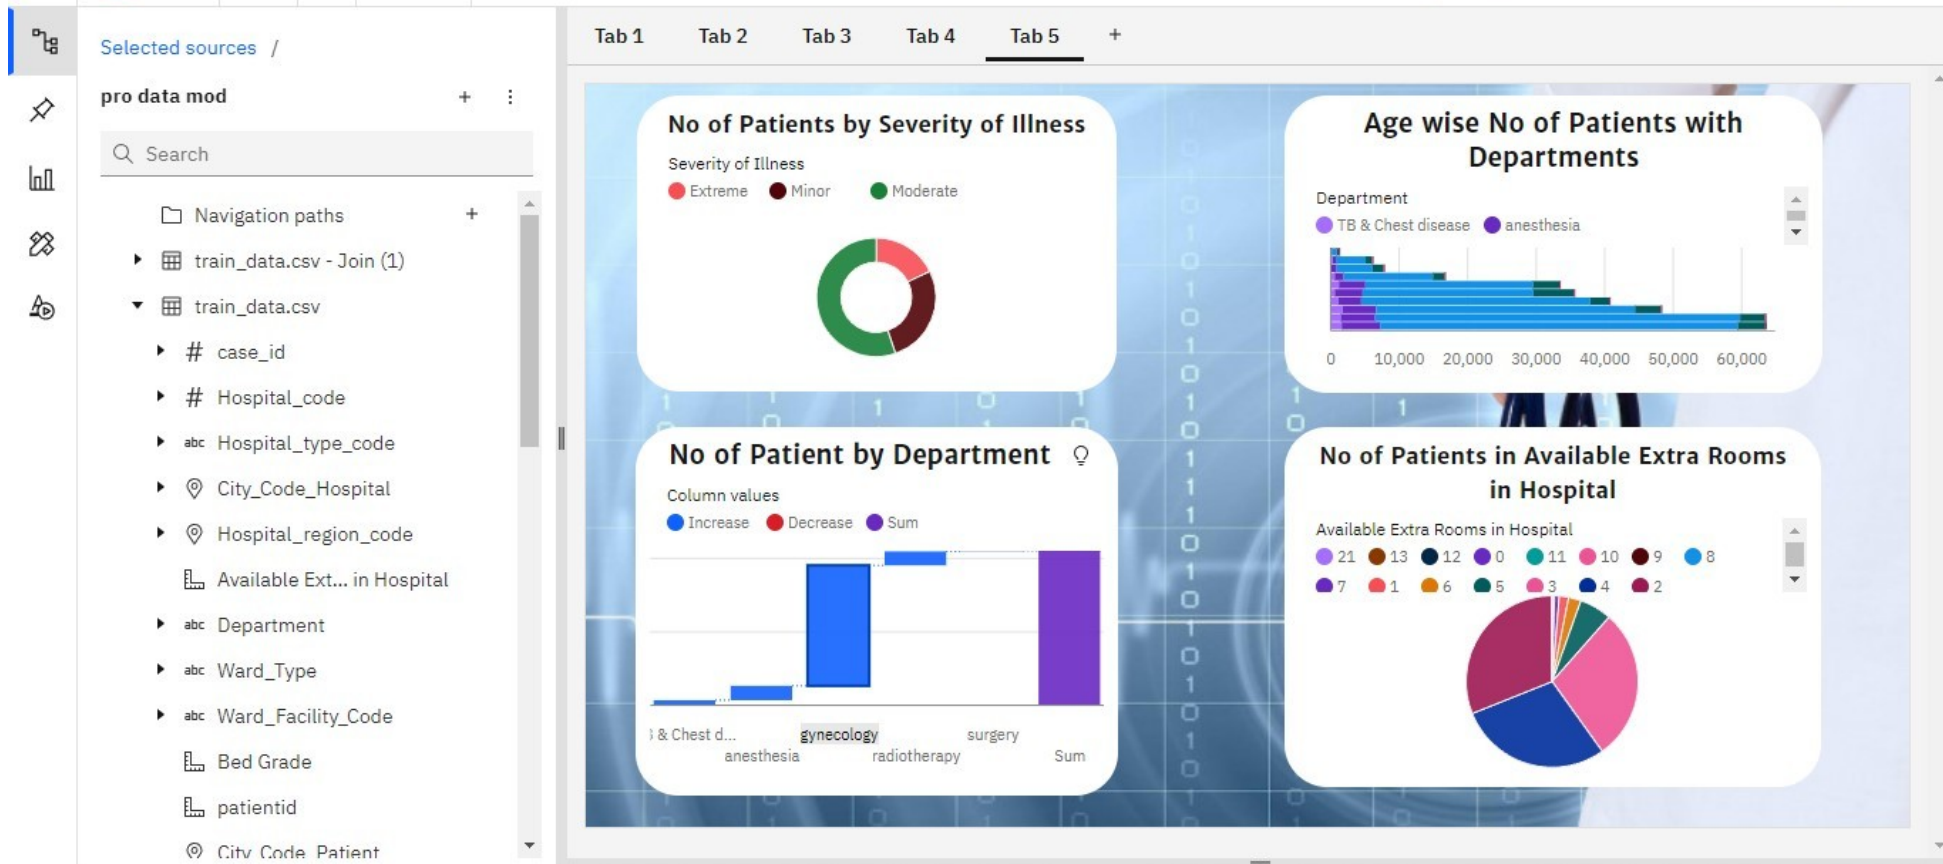 Selected sources /
pro data mod
Search
Navigation paths
train_data.csv - Join (1)
train_data.csv
case_id
Hospital_code
abc Hospital_type_code
City_Code_Hospital
Hospital_region_code
Available Ext... in Hospital
abc Department
abc Ward_Type
abc Ward_Facility_Code
Bed Grade
patientid
City_Code_Patient
Tab 1 Tab 2 Tab 3 Tab 4 Tab 5 +
No of Patients by Severity of Illness
Severity of Illness
Extreme Minor Moderate
Age wise No of Patients with
Departments
Department
TB & Chest disease anesthesia
0 10,000 20,000 30,000 40,000 50,000 60,000
No of Patient by Department
Column values
Increase Decrease Sum
& Chest d... gynecology surgery
anesthesia radiotherapy Sum
No of Patients in Available Extra Rooms
in Hospital
Available Extra Rooms in Hospital
21 13 12 0 11 10 9 8
7 1 6 5 3 4 2